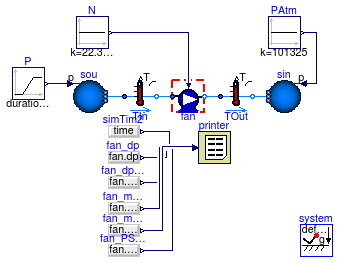 N
k=22.3...
PAtm
k=101325
P
duratio...
p
sou
T
TIn
fan
T
TOut
p
sin
simTim2
time
fan_dp
fan.dp
fan_dp...
fan....
fan_m...
fan....
fan_m...
fan....
fan_PS...
fan....
printer
system
def...
g